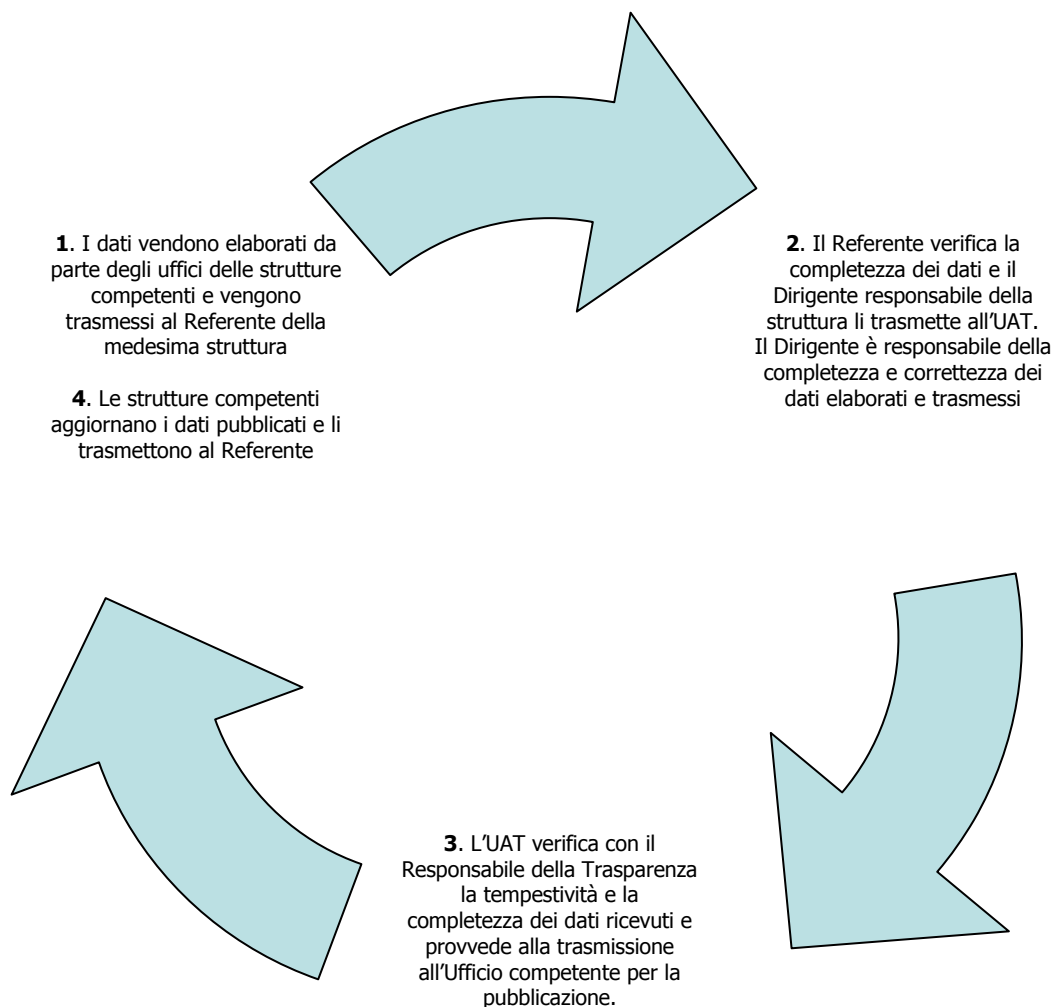 1. I dati vendono elaborati da
parte degli uffici delle strutture
competenti e vengono
trasmessi al Referente della
medesima struttura
4. Le strutture competenti
aggiornano i dati pubblicati e li
trasmettono al Referente
2. Il Referente verifica la
completezza dei dati e il
Dirigente responsabile della
struttura li trasmette all’UAT.
Il Dirigente è responsabile della
completezza e correttezza dei
dati elaborati e trasmessi
3. L’UAT verifica con il
Responsabile della Trasparenza
la tempestività e la
completezza dei dati ricevuti e
provvede alla trasmissione
all’Ufficio competente per la
pubblicazione.